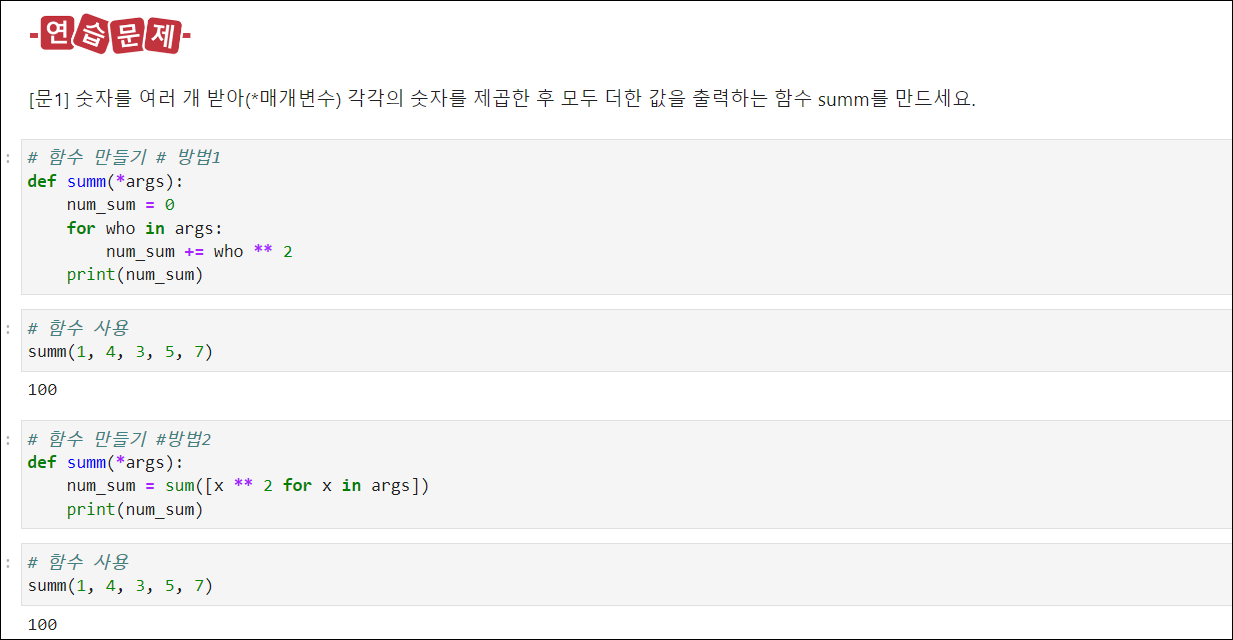 -연습문제-
[문1] 숫자를 여러 개 받아(*매개변수) 각각의 숫자를 제곱한 후 모두 더한 값을 출력하는 함수 summ를 만드세요.
:
# 함수 만들기 # 방법1
def summ(*args):
    num_sum = 0
    for who in args:
        num_sum += who ** 2
    print(num_sum)
:
# 함수 사용
summ(1, 4, 3, 5, 7)
100
:
# 함수 만들기 #방법2
def summ(*args):
    num_sum = sum([x ** 2 for x in args])
    print(num_sum)
:
# 함수 사용
summ(1, 4, 3, 5, 7)
100